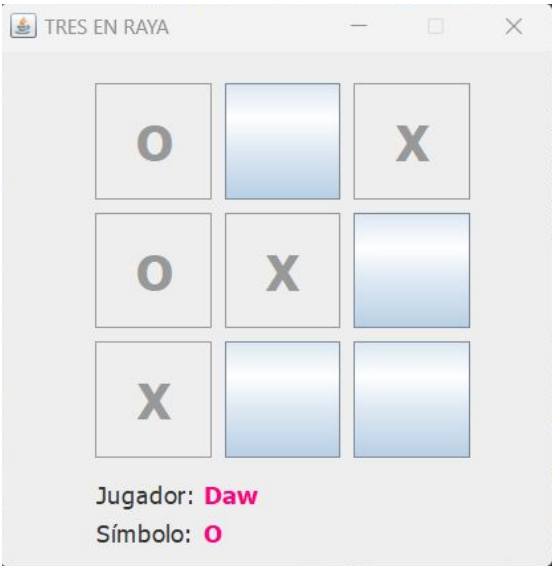 TRES EN RAYA
O X
O X
X
Jugador: Daw
Símbolo: O